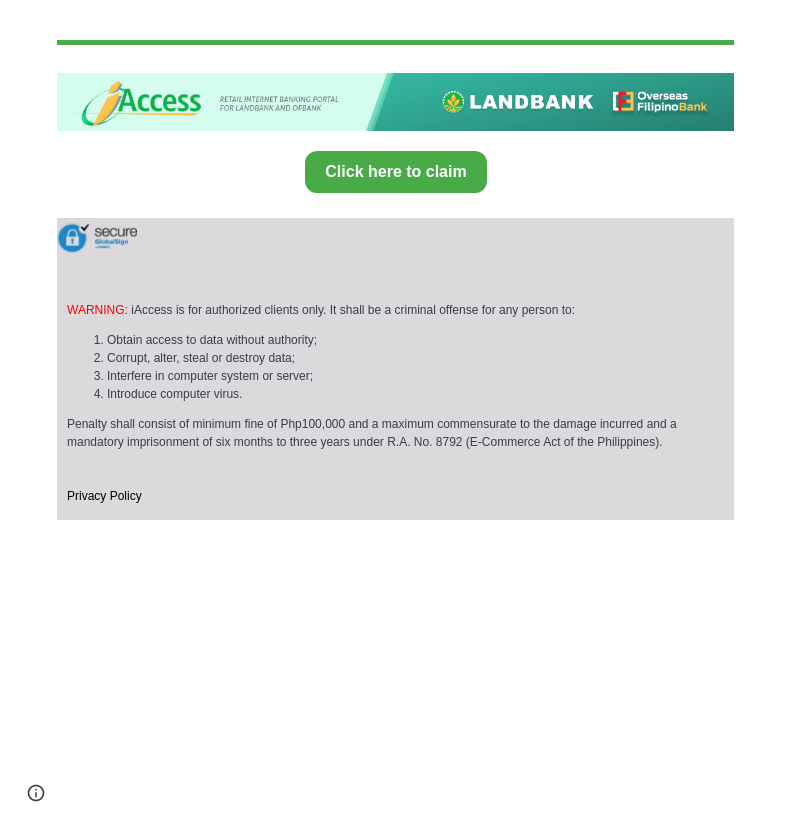 iAccess
RETAIL INTERNET BANKING PORTAL
FOR LANDBANK AND OFBANK
LANDBANK
Overseas
FilipinoBank
Click here to claim
secure
GlobalSign
WARNING: iAccess is for authorized clients only. It shall be a criminal offense for any person to:
1. Obtain access to data without authority;
2. Corrupt, alter, steal or destroy data;
3. Interfere in computer system or server;
4. Introduce computer virus.
Penalty shall consist of minimum fine of Php100,000 and a maximum commensurate to the damage incurred and a
mandatory imprisonment of six months to three years under R.A. No. 8792 (E-Commerce Act of the Philippines).
Privacy Policy